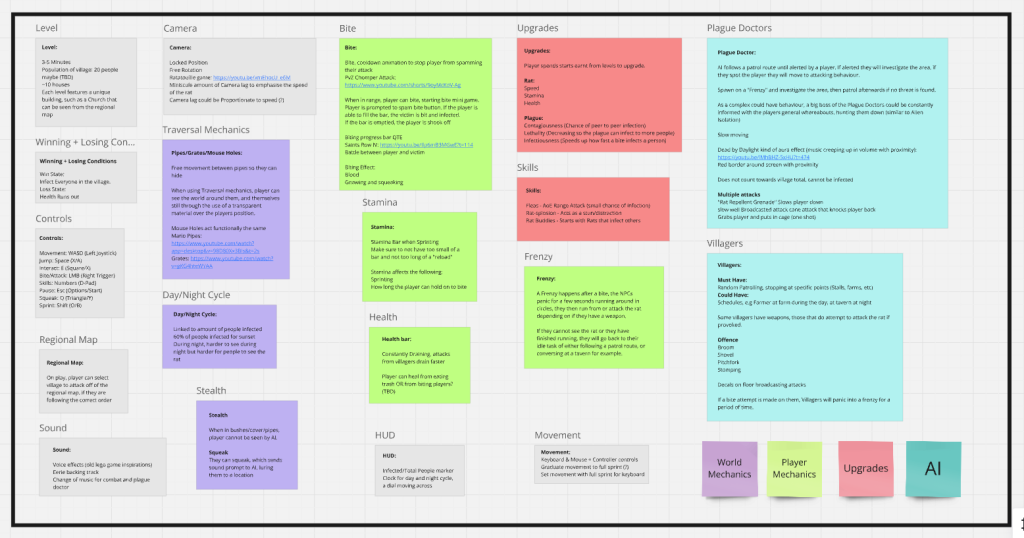 Level
Level:
3-5 Minutes
Population of village: 20 people
maybe (TBD)
~10 houses
Each level features a unique
building, such as a Church that
can be seen from the regional
map
Winning + Losing Con...
Winning + Losing Conditions
Win State:
Infect Everyone in the village.
Loss State:
Health Runs out
Controls
Controls:
Movement: WASD (Left Joystick)
Jump: Space (X/A)
Interact: E (Square/X)
Bite/Attack: LMB (Right Trigger)
Skills: Numbers (D-Pad)
Pause: Esc (Options/Start)
Squeak: Q (Triangle/Y)
Sprint: Shift (O/B)
Regional Map
Regional Map:
On play, player can select
village to attack off of the
regional map, if they are
following the correct order
Sound
Sound:
Voice effects (old lego game inspirations)
Eerie backing track
Change of music for combat and plague
doctor
Camera
Camera:
Locked Position
Free Rotation
Ratatouille game:
Miniscule amount of Camera lag to emphasise the speed
of the rat
Camera lag could be Proportionate to speed (?)
Traversal Mechanics
Pipes/Grates/Mouse Holes:
Free movement between pipes so they can
hide
When using Traversal mechanics, player can
see the world around them, and themselves
still through the use of a transparent
material over the players position.
Mouse Holes act functionally the same
Mario Pipes:
Grates:
Day/Night Cycle
Day/Night Cycle:
Linked to amount of people infected
60% of people infected for sunset
During night, harder to see during
night but harder for people to see the
rat
Stealth
Stealth
When in bushes/cover/pipes,
player cannot be seen by AI.
Squeak
They can squeak, which sends
sound prompt to AI, luring
them to a location
Bite
Bite:
Bite, cooldown animation to stop player from spamming
their attack
PvZ Chomper Attack:
When in range, player can bite, starting bite mini game.
Player is prompted to spam bite button. If the player is
able to fill the bar, the victim is bit and infected.
If the bar is emptied, the player is shook off
Biting progress bar QTE
Saints Row IV:
Battle between player and victim
Biting Effect:
Blood
Gnawing and squeaking
Stamina
Stamina:
Stamina Bar when Sprinting
Make sure to not have too small of a
bar and not too long of a "reload"
Stamina affects the following
Sprinting
How long the player can hold on to bite
Health
Health bar:
Constantly Draining, attacks
from villagers drain faster
Player can heal from eating
trash OR from biting players?
(TBD)
HUD
HUD:
Infected/Total People marker
Clock for day and night cycle,
a dial moving across
Upgrades
Upgrades:
Player spends stars earnt from levels to upgrade.
Rat:
Speed
Stamina
Health
Plague:
Contagiousness (Chance of peer to peer infection)
Lethality (Decreasing so the plague can infect more people)
Infectiousness (Speeds up how fast a bite infects a person)
Skills
Skills:
Fleas - AoE Range Attack (small chance of infection)
Rat-splosion - Acts as a stun/distraction
Rat Buddies - Starts with Rats that infect others
Frenzy
Frenzy:
A Frenzy happens after a bite, the NPCs
panic for a few seconds running around in
circles, they then run from or attack the rat
depending on if they have a weapon.
If they cannot see the rat or they have
finished running, they will go back to their
idle task of either following a patrol route, or
conversing at a tavern for example.
Movement
Movement:
Keyboard & Mouse + Controller controls
Graduate movement to full sprint (?)
Set movement with full sprint for keyboard
Plague Doctors
Plague Doctor:
AI follows a patrol route until alerted by a player. If alerted they will investigate the area, if
they spot the player they will move to attacking behaviour.
Spawn on a "Frenzy" and investigate the area, then patrol afterwards if no threat is found.
As a complex could have behaviour, a big boss of the Plague Doctors could be constantly
informed with the players general whereabouts, hunting them down (similar to Alien
Isolation)
Slow moving
Dead by Daylight kind of aura effect (music creeping up in volume with proximity):
Red border around screen with proximity
Does not count towards village total, cannot be infected
Multiple attacks
"Rat Repellent Grenade" Slows player down
slow well Broadcasted attack cane attack that knocks player back
Grabs player and puts in cage (one shot)
Villagers
Villagers:
Must Have:
Random Patrolling, stopping at specific points (Stalls, farms, etc)
Could Have:
Schedules, e.g Farmer at farm during the day, at tavern at night
Some villagers have weapons, those that do attempt to attack the rat if
provoked:
Offence
Broom
Shovel
Pitchfork
Stomping
Decals on floor broadcasting attacks
If a bite attempt is made on them, Villagers will panic into a frenzy for a
period of time.
World
Mechanics
Player
Mechanics
Upgrades
AI